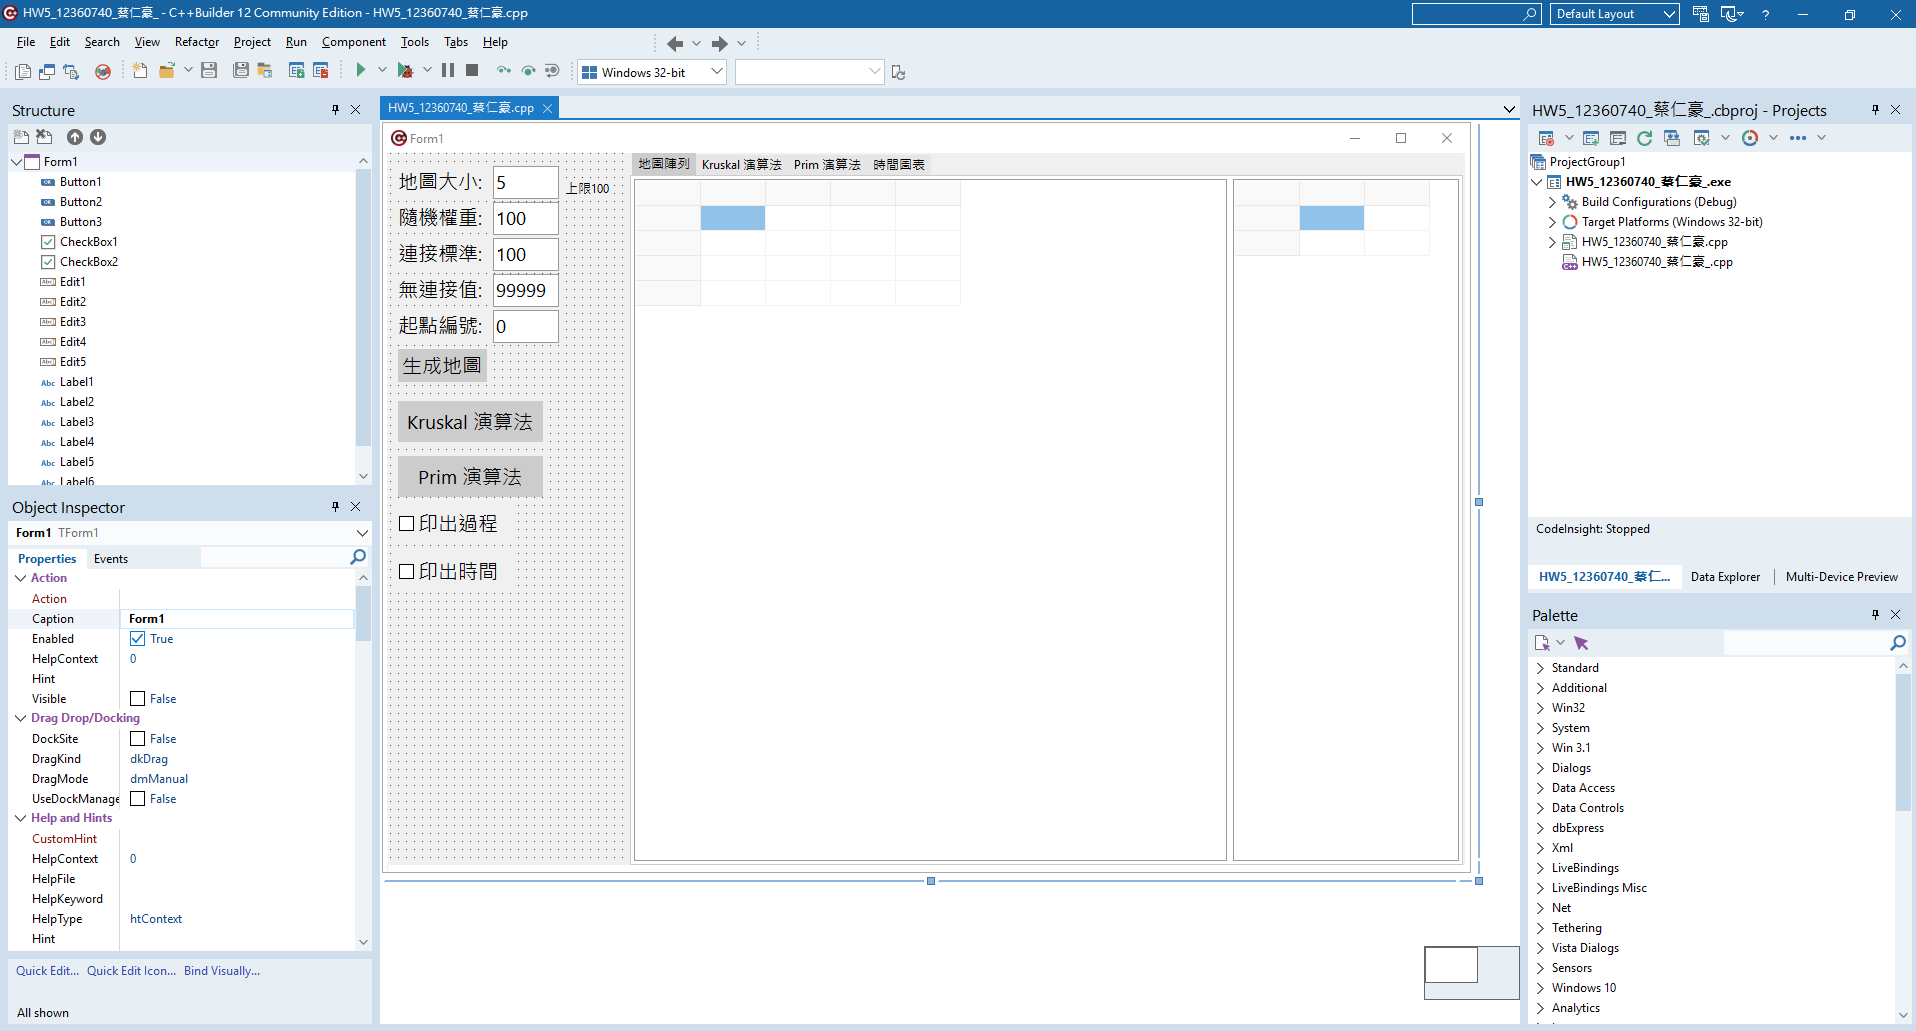 HW5_12360740_蔡仁豪_ - C++Builder 12 Community Edition - HW5_12360740_蔡仁豪.cpp
Default Layout
?
File Edit Search View Refactor Project Run Component Tools Tabs Help
Windows 32-bit
Structure
Form1
Button1
Button2
Button3
CheckBox1
CheckBox2
Edit1
Edit2
Edit3
Edit4
Edit5
Abc Label1
Abc Label2
Abc Label3
Abc Label4
Abc Label5
Abc Label6
Object Inspector
Form1 TForm1
Properties Events
Action
Action
Caption Form1
Enabled True
HelpContext 0
Hint
Visible False
Drag Drop/Docking
DockSite False
DragKind dkDrag
DragMode dmManual
UseDockManage False
Help and Hints
CustomHint
HelpContext 0
HelpFile
HelpKeyword
HelpType htContext
Hint
Quick Edit... Quick Edit Icon... Bind Visually...
All shown
HW5_12360740_蔡仁豪.cpp
Form1
地圖大小: 5 上限100
隨機權重: 100
連接標準: 100
無連接值: 99999
起點編號: 0
生成地圖
Kruskal 演算法
Prim 演算法
印出過程
印出時間
地圖陣列 Kruskal 演算法 Prim 演算法 時間圖表
HW5_12360740_蔡仁豪_.cbproj - Projects
ProjectGroup1
HW5_12360740_蔡仁豪_.exe
Build Configurations (Debug)
Target Platforms (Windows 32-bit)
HW5_12360740_蔡仁豪.cpp
HW5_12360740_蔡仁豪_.cpp
CodeInsight: Stopped
HW5_12360740_蔡仁... Data Explorer Multi-Device Preview
Palette
Standard
Additional
Win32
System
Win 3.1
Dialogs
Data Access
Data Controls
dbExpress
Xml
LiveBindings
LiveBindings Misc
Net
Tethering
Vista Dialogs
Sensors
Windows 10
Analytics